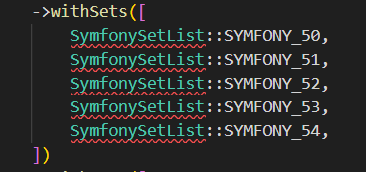 ->withSets([
SymfonySetList::SYMFONY_50,
SymfonySetList::SYMFONY_51,
SymfonySetList::SYMFONY_52,
SymfonySetList::SYMFONY_53,
SymfonySetList::SYMFONY_54,
])